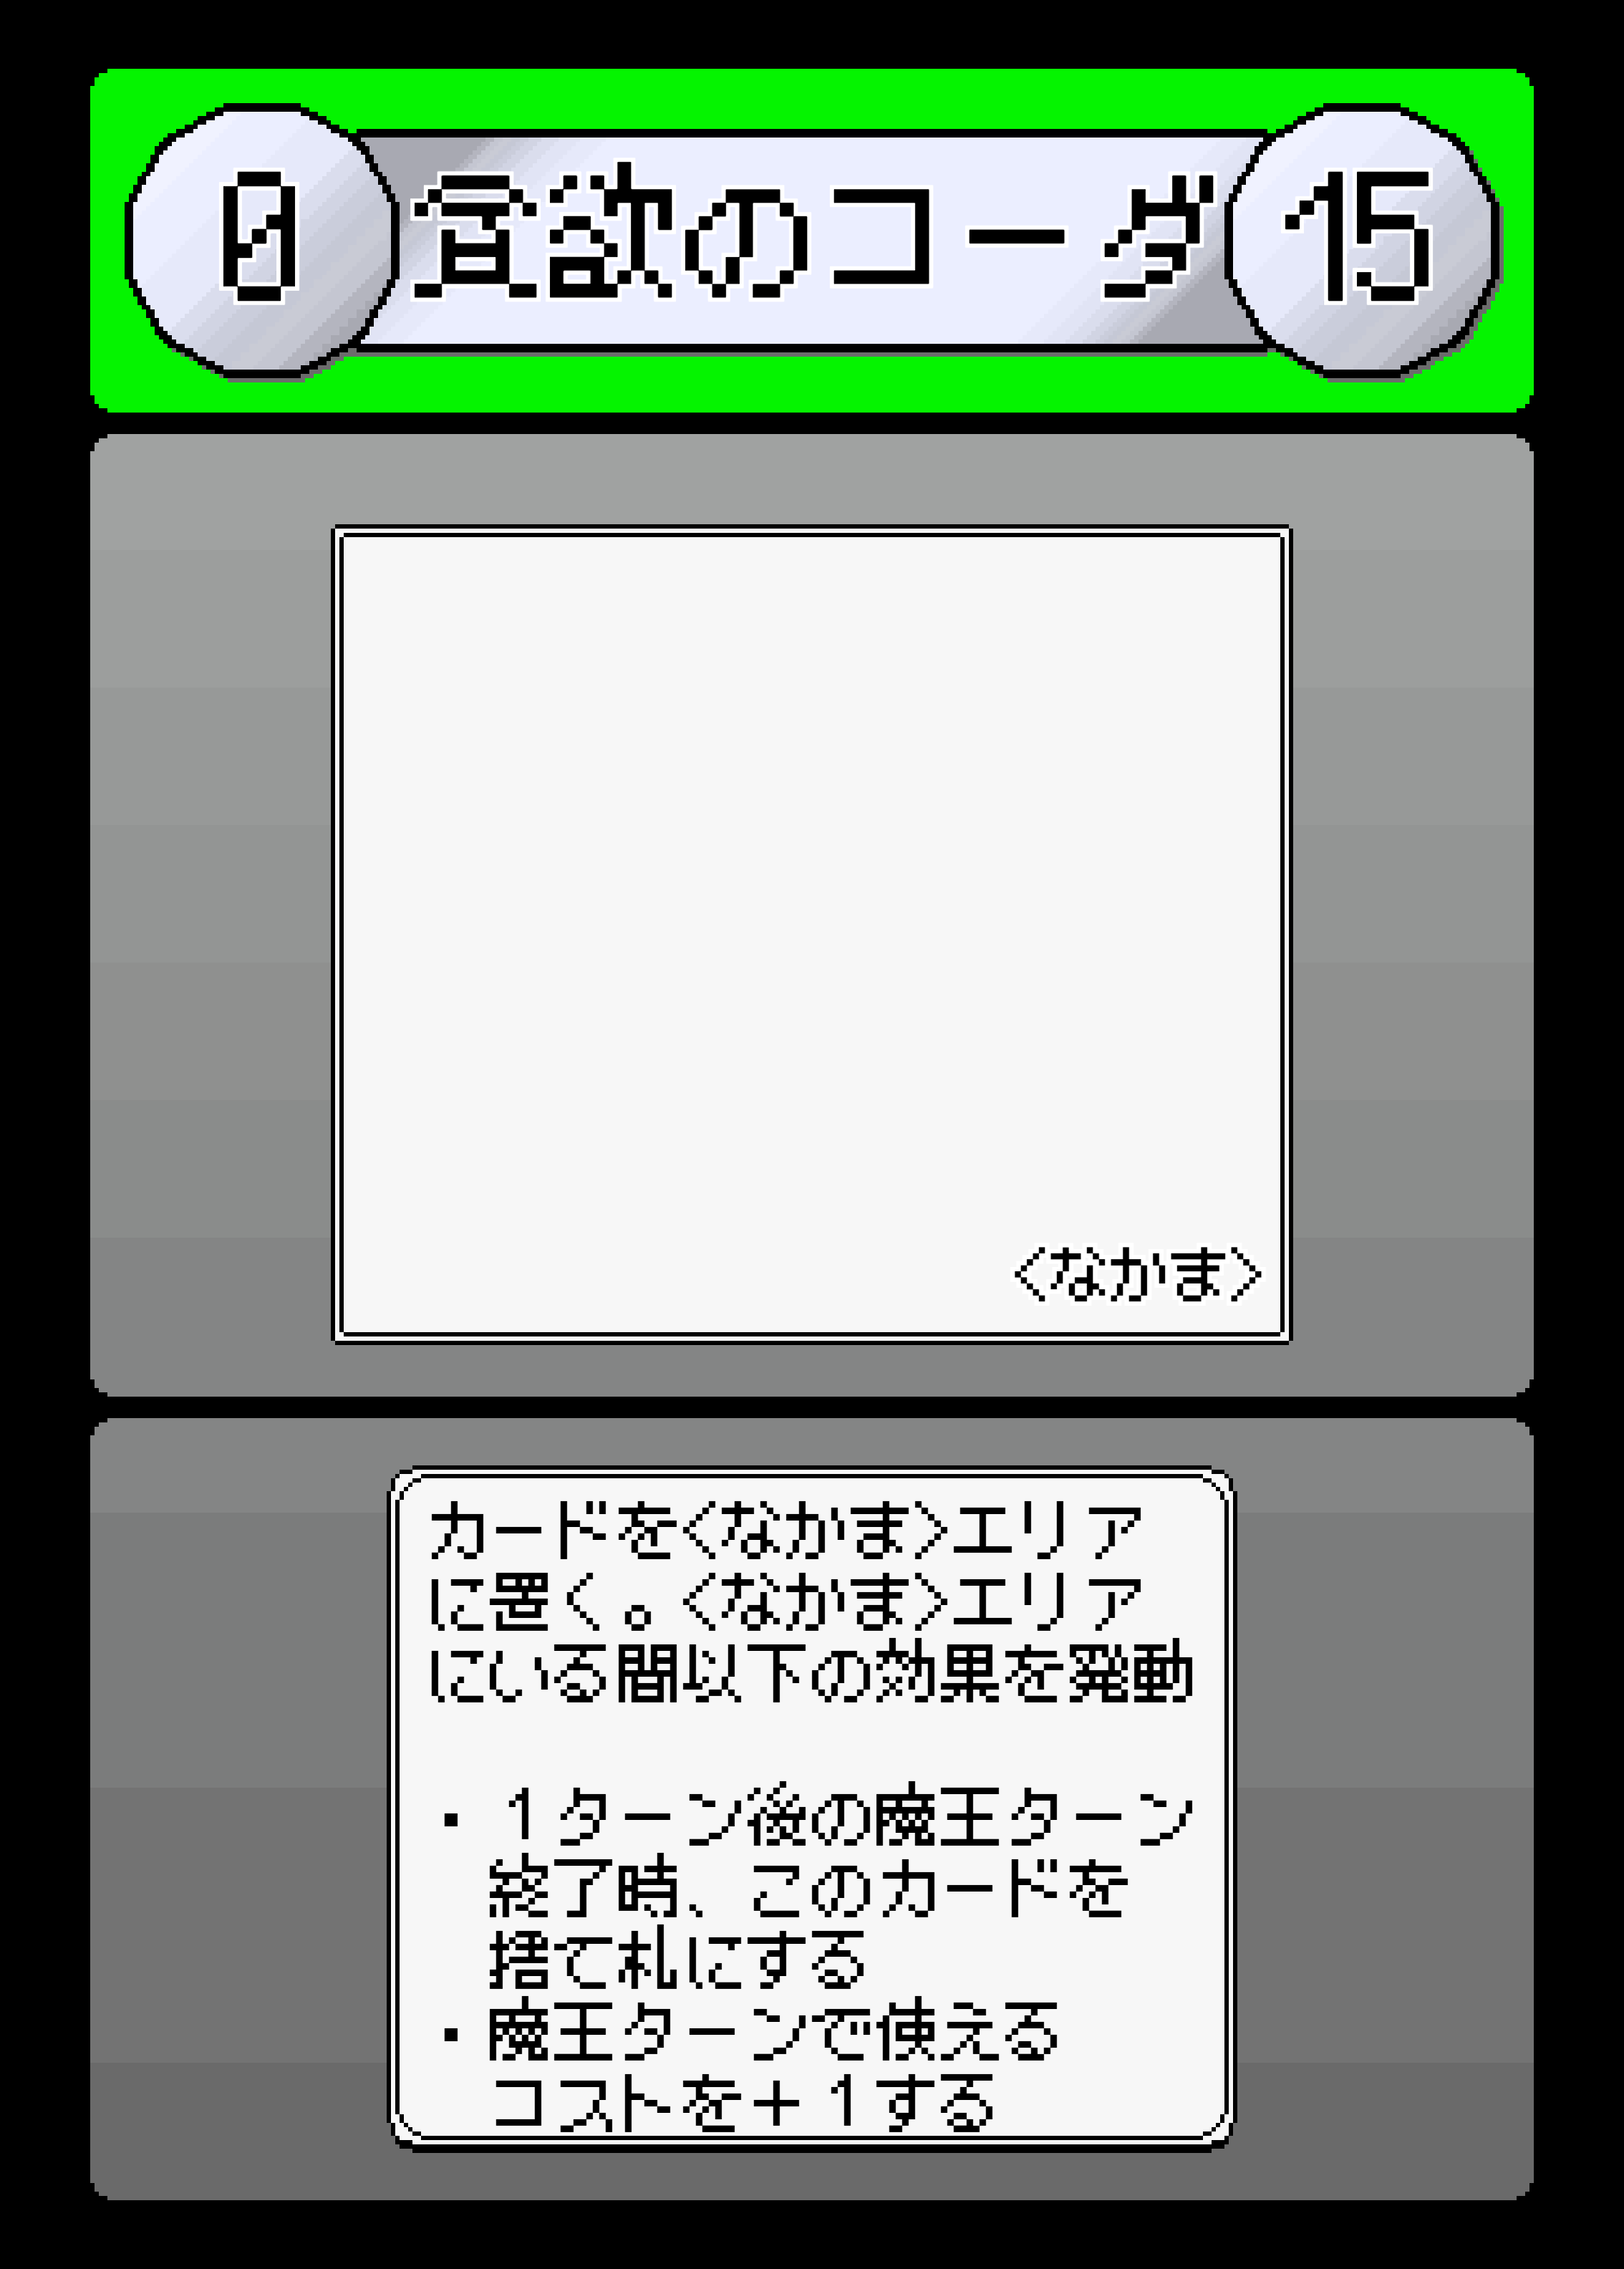 0 貪欲のコーダ 15
<なかま>
カードを<なかま>エリア
に置く。<なかま>エリア
にいる間以下の効果を発動
・1ターン後の魔王ターン
終了時、このカードを
捨て札にする
・魔王ターンで使える
コストを+1する